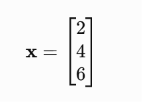 x = [2
4
6]